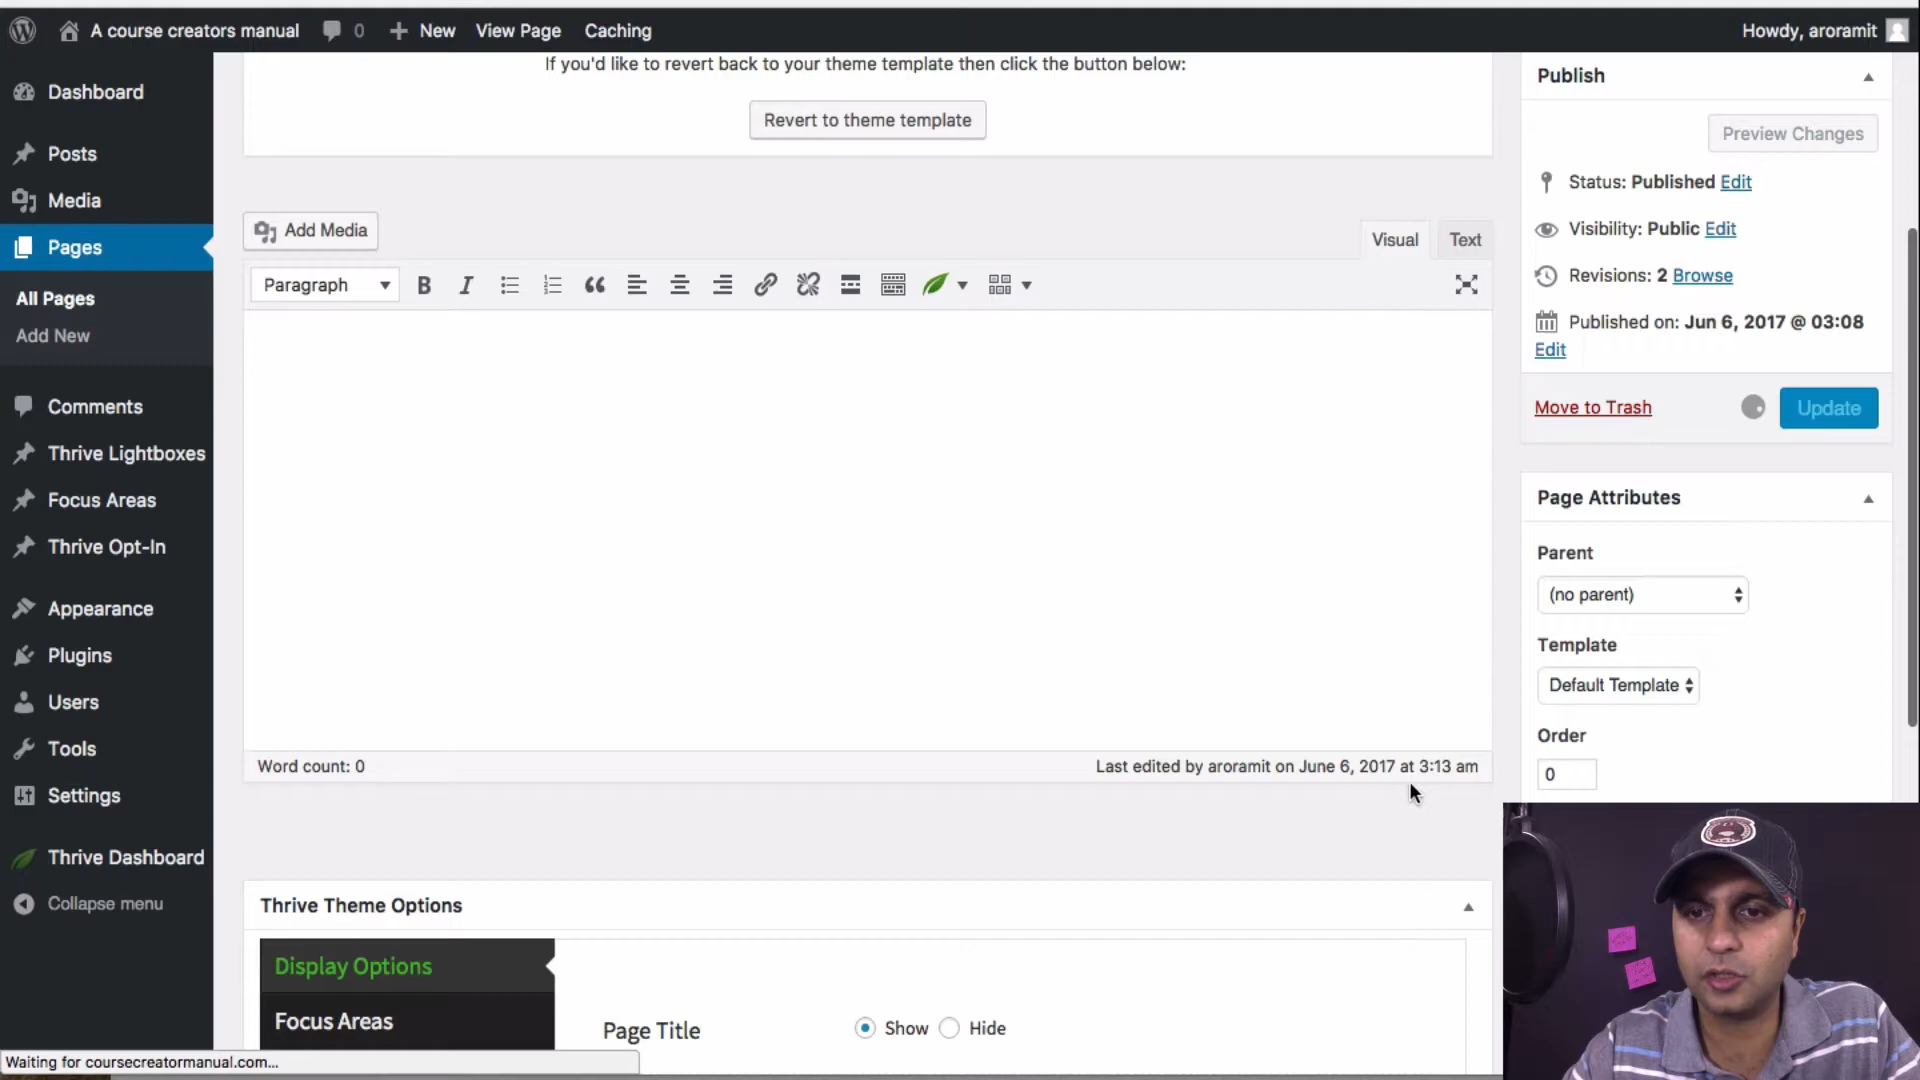 A course creators manual 0 New View Page Caching Howdy, aroramit
Dashboard
Posts
Media
Pages
All Pages
Add New
Comments
Thrive Lightboxes
Focus Areas
Thrive Opt-In
Appearance
Plugins
Users
Tools
Settings
Thrive Dashboard
Collapse menu
If you'd like to revert back to your theme template then click the button below:
Revert to theme template
Add Media
Visual Text
Paragraph
Word count: 0 Last edited by aroramit on June 6, 2017 at 3:13 am
Thrive Theme Options
Display Options
Focus Areas
Page Title Show Hide
Publish
Preview Changes
Status: Published Edit
Visibility: Public Edit
Revisions: 2 Browse
Published on: Jun 6, 2017 @ 03:08
Edit
Move to Trash Update
Page Attributes
Parent
(no parent)
Template
Default Template
Order
0
Waiting for coursecreatormanual.com...